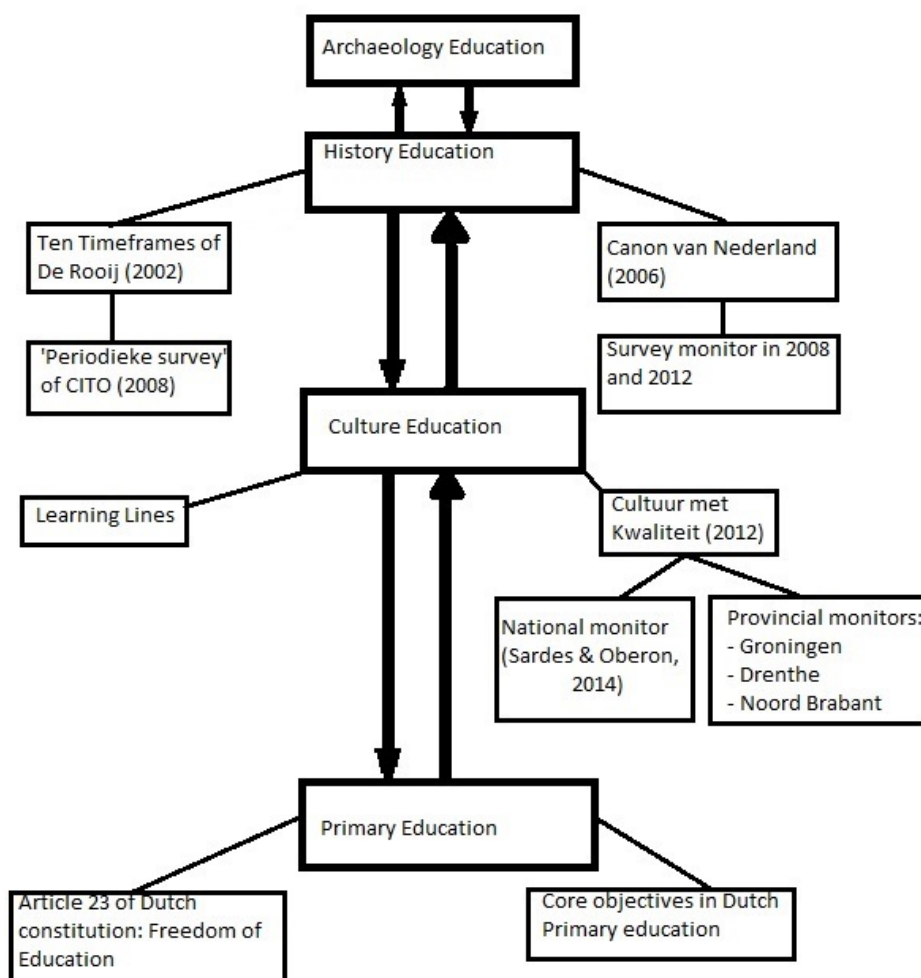 Archaeology Education
History Education
Ten Timeframes of
De Rooij (2002)
Canon van Nederland
(2006)
'Periodieke survey'
of CITO (2008)
Survey monitor in 2008
and 2012
Culture Education
Learning Lines
Cultuur met
Kwaliteit (2012)
National monitor
(Sardes & Oberon,
2014)
Provincial monitors:
- Groningen
- Drenthe
- Noord Brabant
Primary Education
Article 23 of Dutch
constitution: Freedom of
Education
Core objectives in Dutch
Primary education